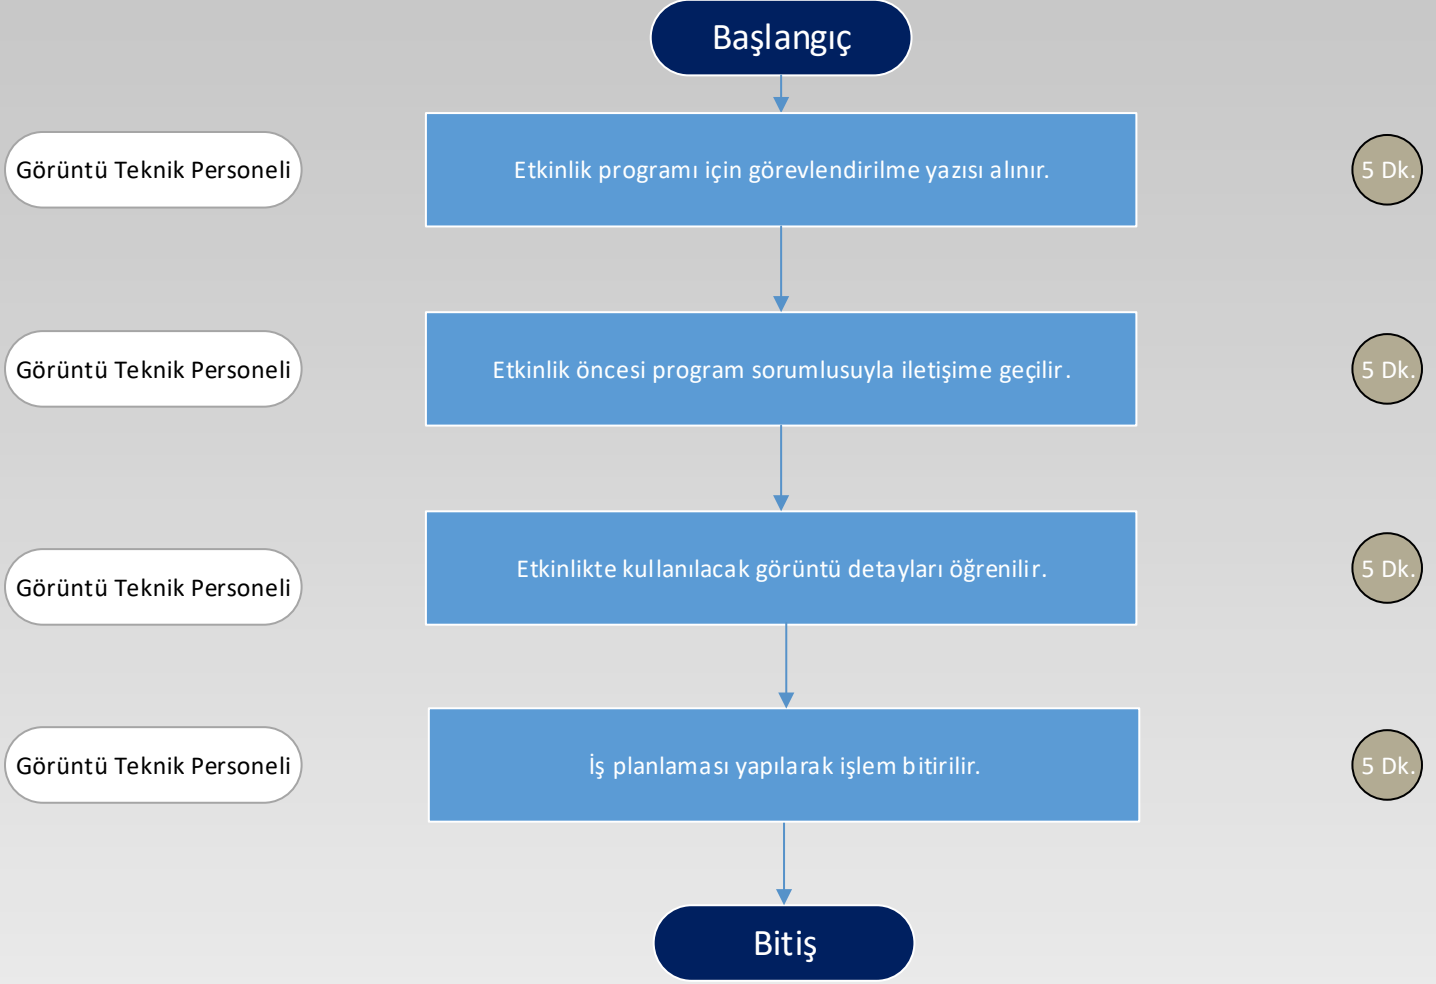 Başlangıç
Görüntü Teknik Personeli
Etkinlik programı için görevlendirilme yazısı alınır.
5 Dk.
Görüntü Teknik Personeli
Etkinlik öncesi program sorumlusuyla iletişime geçilir.
5 Dk.
Görüntü Teknik Personeli
Etkinlikte kullanılacak görüntü detayları öğrenilir.
5 Dk.
Görüntü Teknik Personeli
İş planlaması yapılarak işlem bitirilir.
5 Dk.
Bitiş